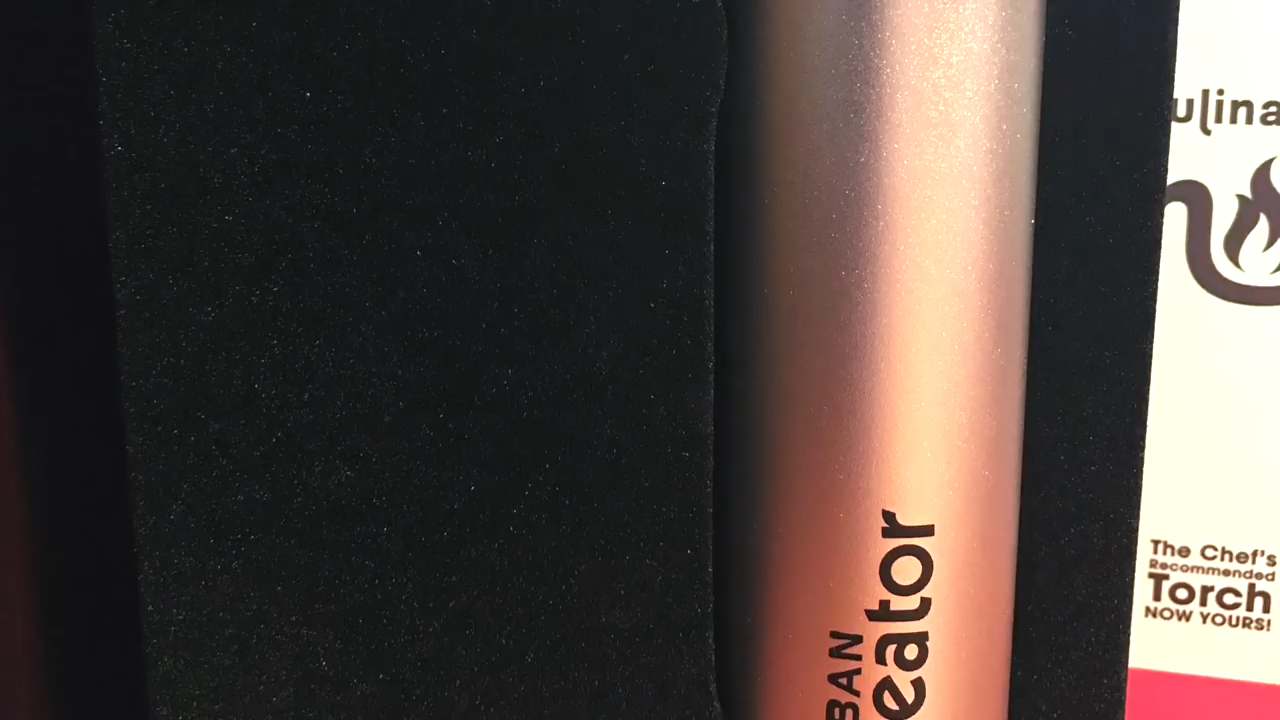 ulina
The Chef's
Recommended
Torch
NOW YOURS!
BAN
eator